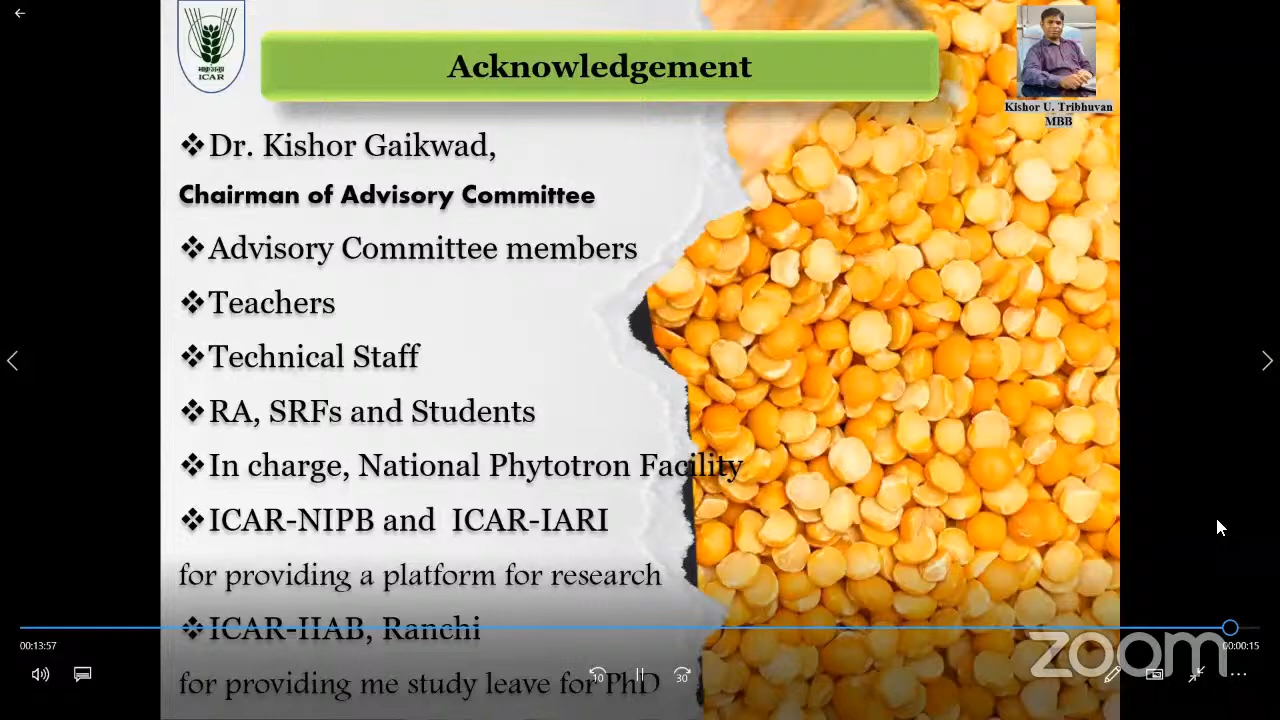 Acknowledgement
ICAR
Kishor U. Tribhuvan
MBB
❖Dr. Kishor Gaikwad,
Chairman of Advisory Committee
❖Advisory Committee members
❖Teachers
❖Technical Staff
❖RA, SRFs and Students
❖In charge, National Phytotron Facility
❖ICAR-NIPB and ICAR-IARI
for providing a platform for research
❖ICAR-IIAB, Ranchi
for providing me study leave for PhD
00:13:57
00:00:15
10
30
zoom